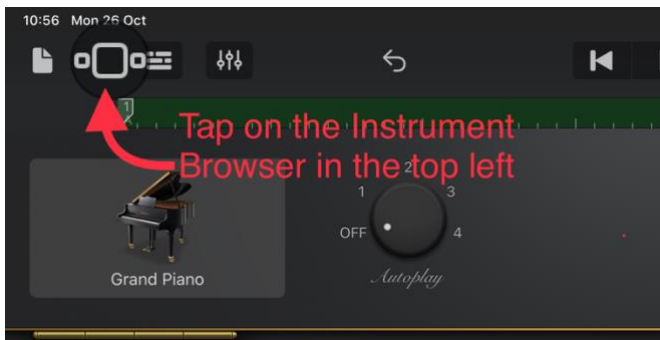 10:56 Mon 26 Oct
1
Tap on the Instrument
Browser in the top left
2
1 3
OFF 4
Grand Piano
Autoplay